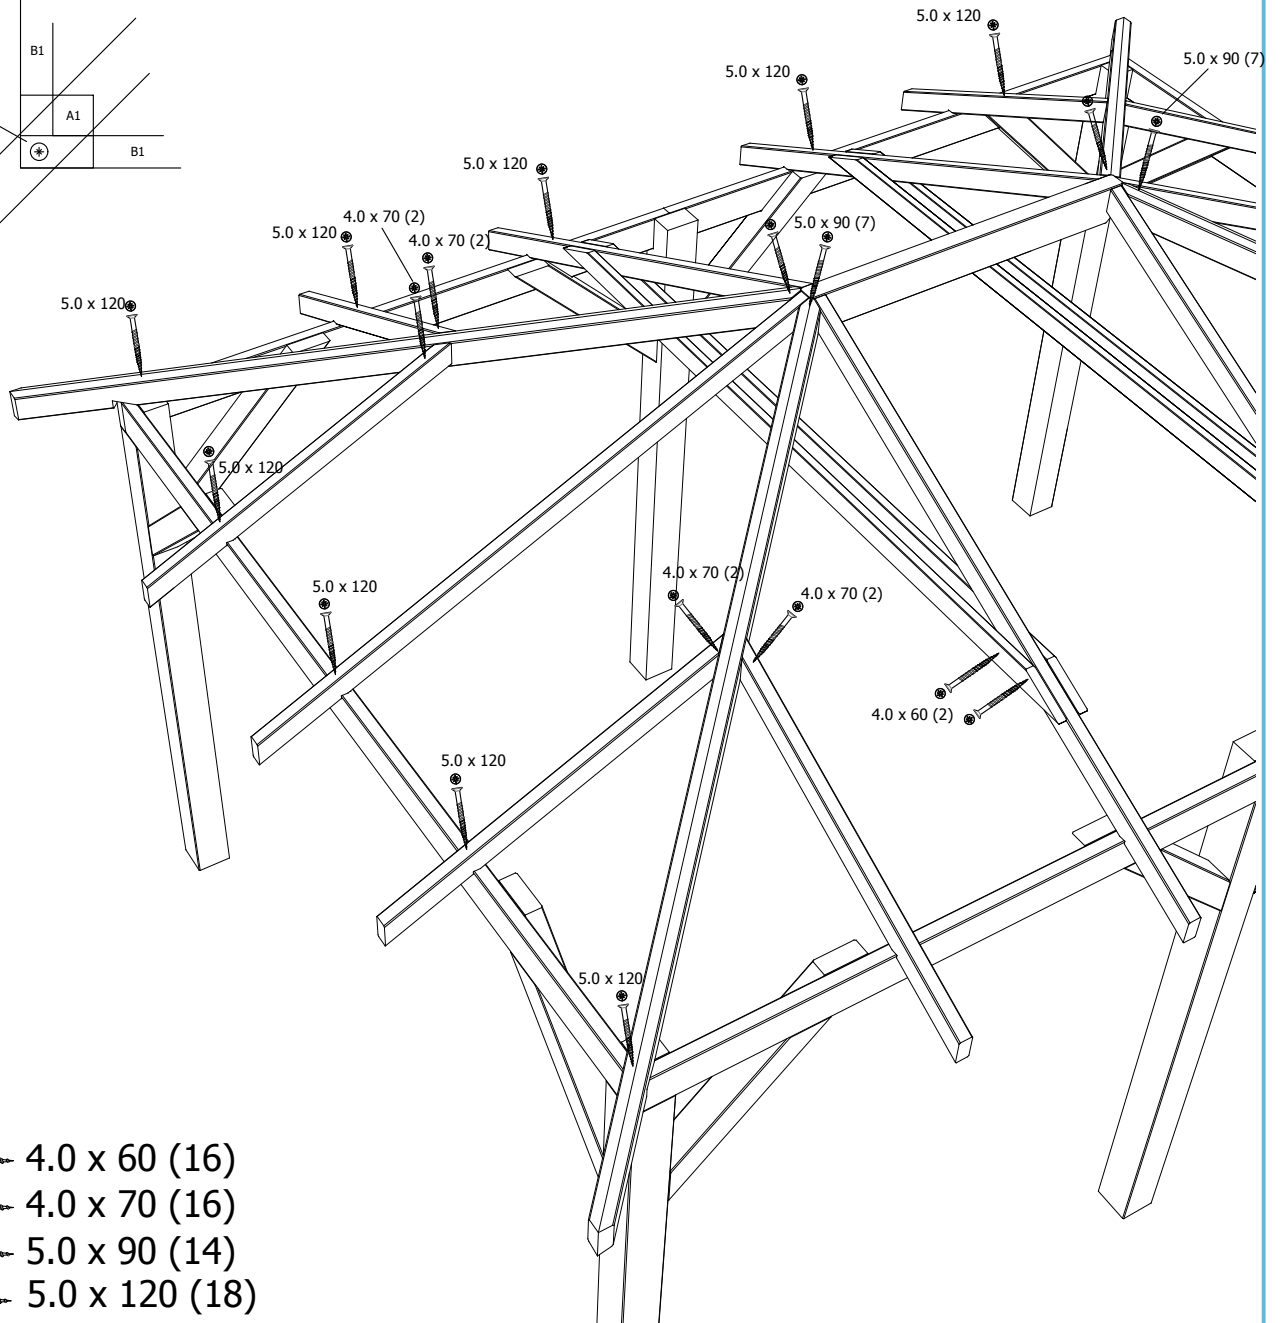 5.0 x 120
B1
5.0 x 90 (7)
5.0 x 120
A1
B1
5.0 x 120
4.0 x 70 (2)
5.0 x 90 (7)
5.0 x 120
4.0 x 70 (2)
5.0 x 120
5.0 x 120
4.0 x 70 (2)
5.0 x 120
4.0 x 70 (2)
4.0 x 60 (2)
5.0 x 120
5.0 x 120
4.0 x 60 (16)
4.0 x 70 (16)
5.0 x 90 (14)
5.0 x 120 (18)